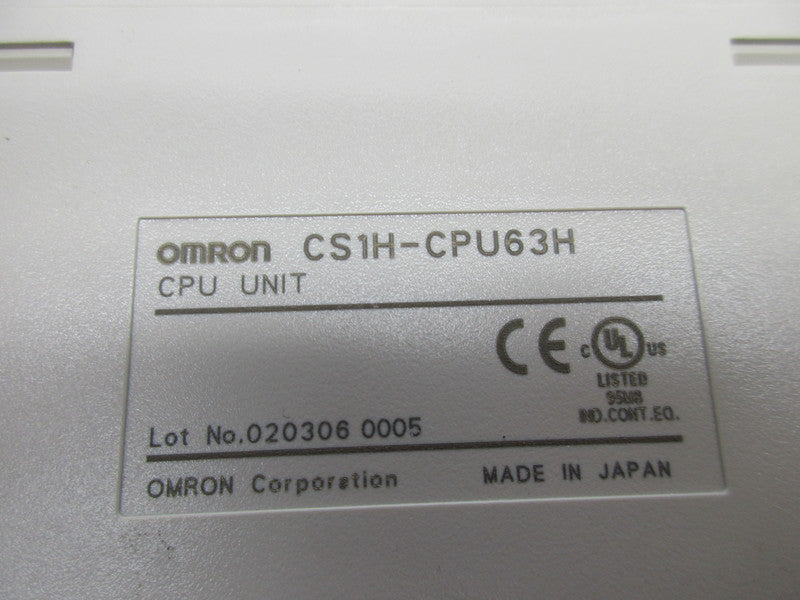 OMRON CS1H-CPU63H
CPU UNIT
CE C UL US
LISTED
95M8
IND.CONT.EQ.
Lot No.020306 0005
OMRON Corporation MADE IN JAPAN